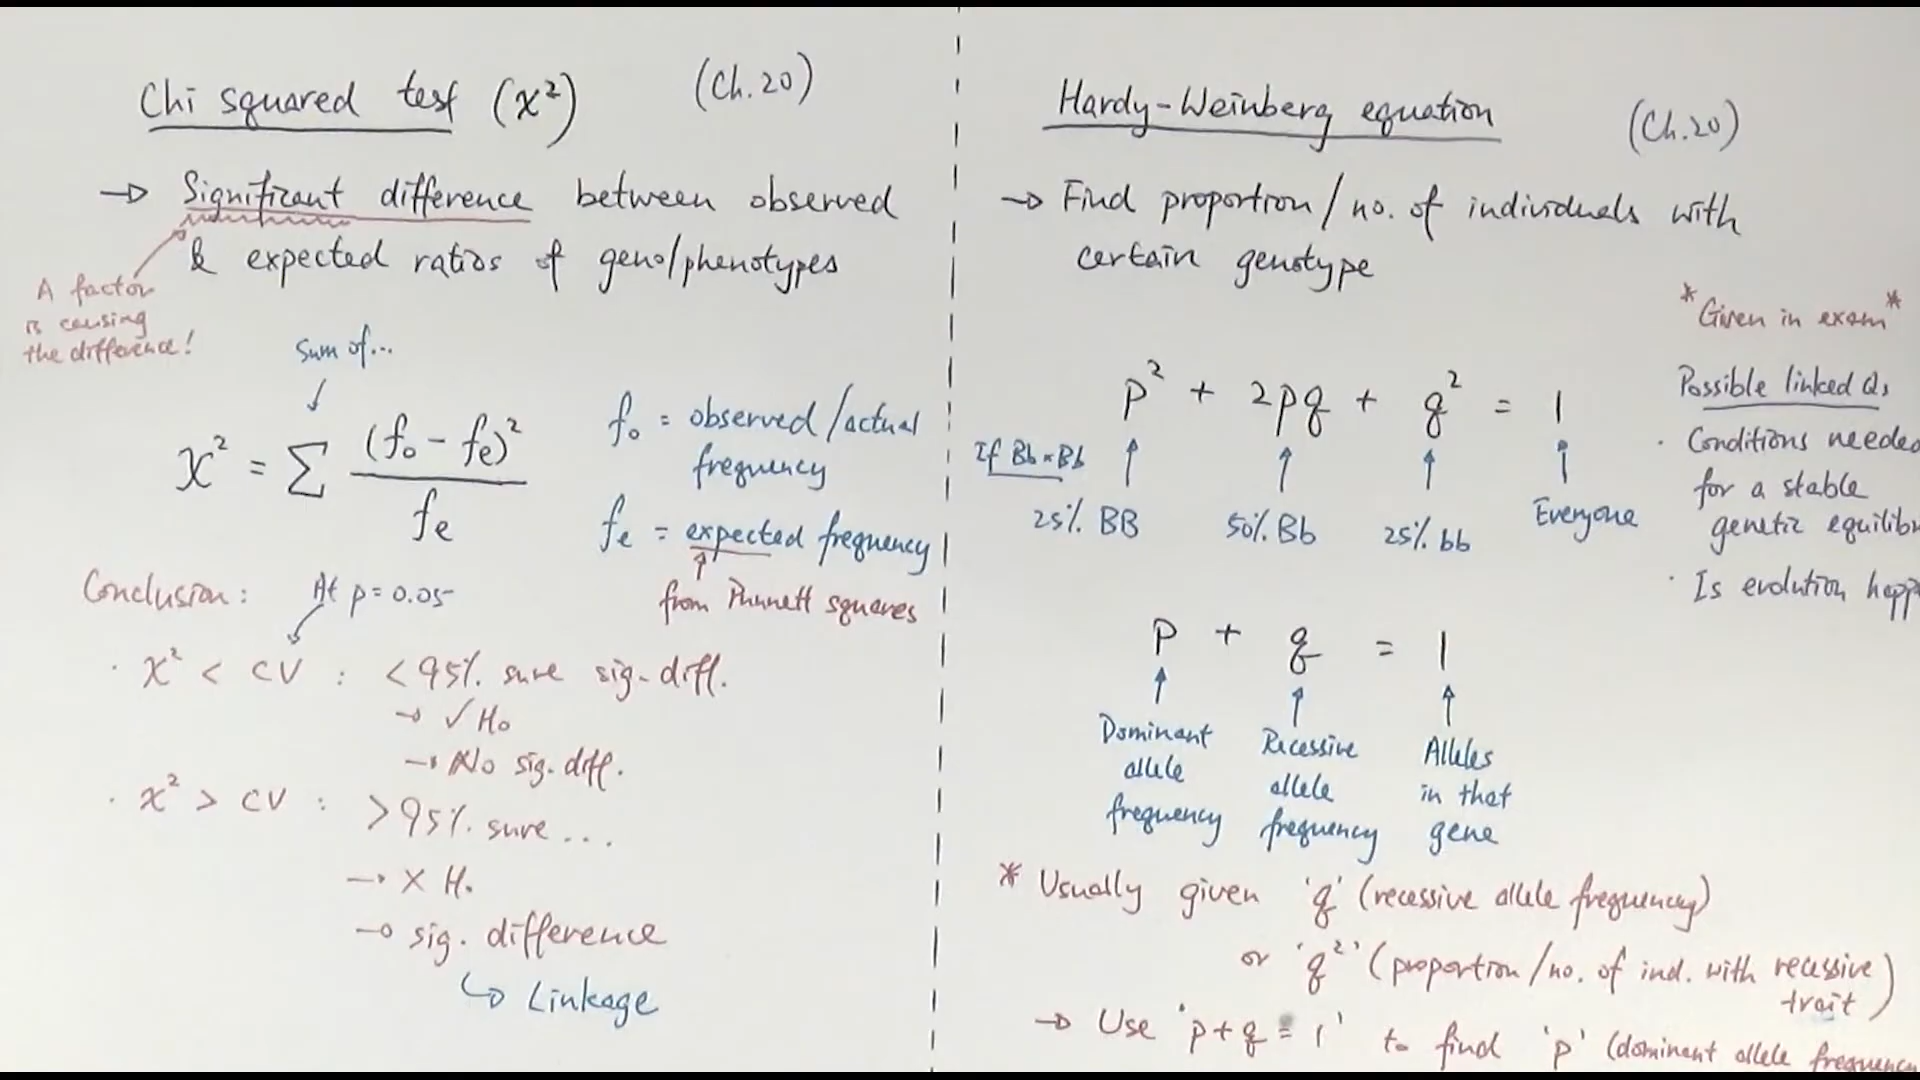 Chi squared test (χ²) (Ch.20)
→ Significant difference between observed
& expected ratios of geno/phenotypes
A factor
is causing
the difference!
Sum of...
χ² = Σ (fo - fe)² / fe
fo = observed/actual
frequency
fe = expected frequency
from Punnett squares
Conclusion: At p = 0.05
· χ² < CV : <95% sure sig. diff.
→ ✓ Ho
→ No sig. diff.
· χ² > CV : >95% sure ...
→ X Ho
→ sig. difference
↳ Linkage
Hardy-Weinberg equation (Ch.20)
→ Find proportion/no. of individuals with
certain genotype
*Given in exam*
p² + 2pq + q² = 1
If Bb × Bb
25% BB 50% Bb 25% bb Everyone
Possible linked Qs
· Conditions needed
for a stable
genetic equilibr
· Is evolution happ
p + q = 1
Dominant
allele
frequency
Recessive
allele
frequency
Alleles
in that
gene
* Usually given 'q' (recessive allele frequency)
or 'q²' (proportion/no. of ind. with recessive
trait)
→ Use 'p+q=1' to find 'p' (dominant allele frequency